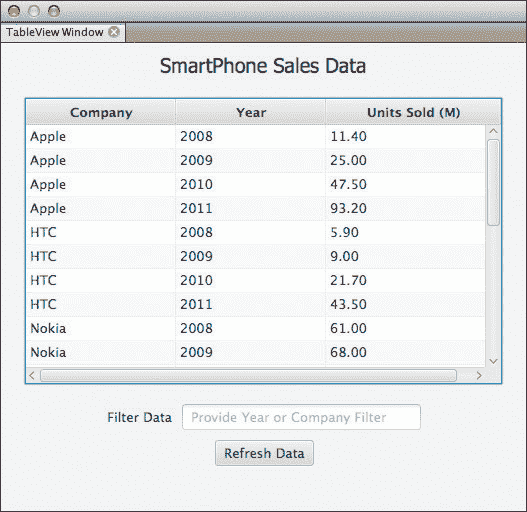 TableView Window
SmartPhone Sales Data
Company Year Units Sold (M)
Apple 2008 11.40
Apple 2009 25.00
Apple 2010 47.50
Apple 2011 93.20
HTC 2008 5.90
HTC 2009 9.00
HTC 2010 21.70
HTC 2011 43.50
Nokia 2008 61.00
Nokia 2009 68.00
Filter Data Provide Year or Company Filter
Refresh Data